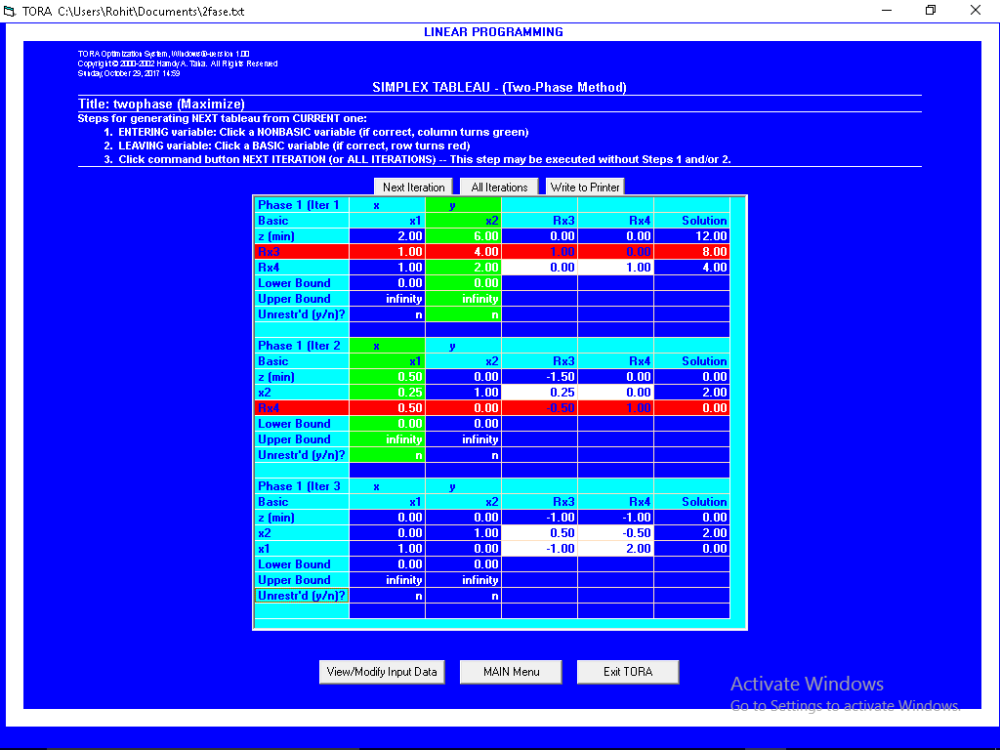 TORA C:\Users\Rohit\Documents\2fase.txt
LINEAR PROGRAMMING
TORA Optimization System, Windows®-version 1.00
Copyright © 2000-2002 Hamdy A. Taha. All Rights Reserved
Sunday, October 29, 2017 14:59
SIMPLEX TABLEAU - (Two-Phase Method)
Title: twophase (Maximize)
Steps for generating NEXT tableau from CURRENT one:
1. ENTERING variable: Click a NONBASIC variable (if correct, column turns green)
2. LEAVING variable: Click a BASIC variable (if correct, row turns red)
3. Click command button NEXT ITERATION (or ALL ITERATIONS) -- This step may be executed without Steps 1 and/or 2.
Next Iteration All Iterations Write to Printer
Phase 1 (Iter 1 x y
Basic x1 x2 Rx3 Rx4 Solution
z (min) 2.00 6.00 0.00 0.00 12.00
Rx3 1.00 4.00 1.00 0.00 8.00
Rx4 1.00 2.00 0.00 1.00 4.00
Lower Bound 0.00 0.00
Upper Bound infinity infinity
Unrestr'd (y/n)? n n
Phase 1 (Iter 2 x y
Basic x1 x2 Rx3 Rx4 Solution
z (min) 0.50 0.00 -1.50 0.00 0.00
x2 0.25 1.00 0.25 0.00 2.00
Rx4 0.50 0.00 -0.50 1.00 0.00
Lower Bound 0.00 0.00
Upper Bound infinity infinity
Unrestr'd (y/n)? n n
Phase 1 (Iter 3 x y
Basic x1 x2 Rx3 Rx4 Solution
z (min) 0.00 0.00 -1.00 -1.00 0.00
x2 0.00 1.00 0.50 -0.50 2.00
x1 1.00 0.00 -1.00 2.00 0.00
Lower Bound 0.00 0.00
Upper Bound infinity infinity
Unrestr'd (y/n)? n n
View/Modify Input Data MAIN Menu Exit TORA
Activate Windows
Go to Settings to activate Windows.